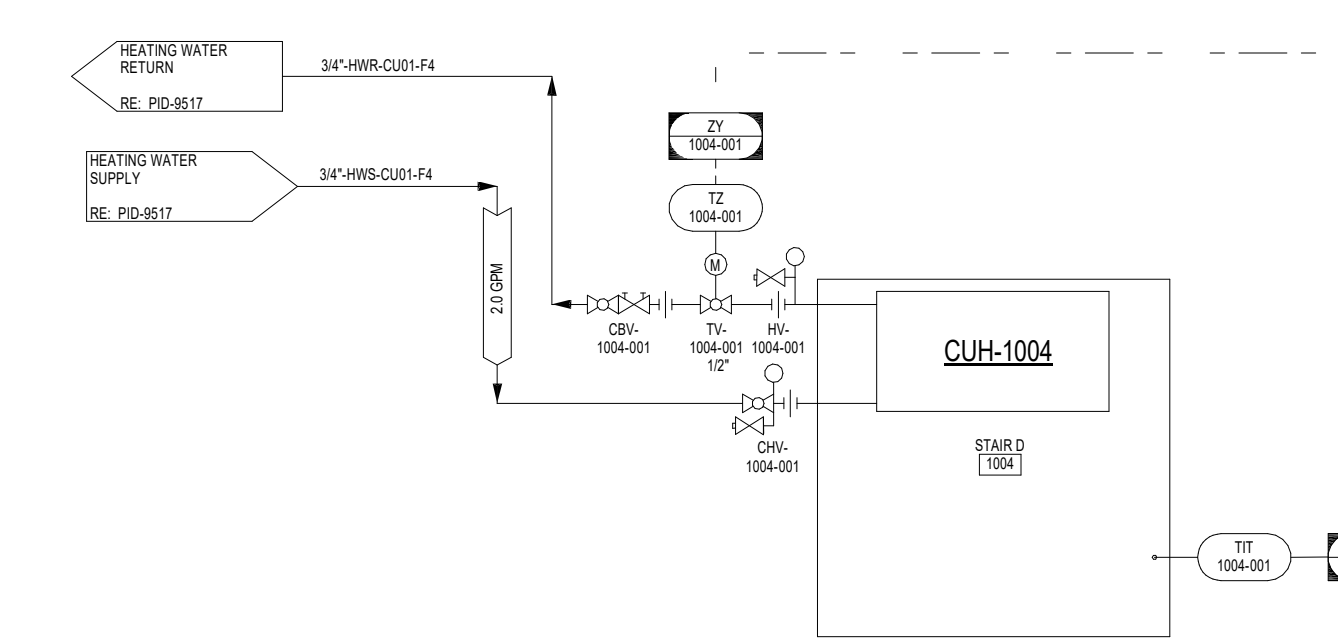 HEATING WATER
RETURN
RE: PID-9517
3/4"-HWR-CU01-F4
HEATING WATER
SUPPLY
RE: PID-9517
3/4"-HWS-CU01-F4
2.0 GPM
ZY
1004-001
TZ
1004-001
M
CBV-
1004-001
TV-
1004-001
1/2"
HV-
1004-001
CHV-
1004-001
CUH-1004
STAIR D
1004
TIT
1004-001